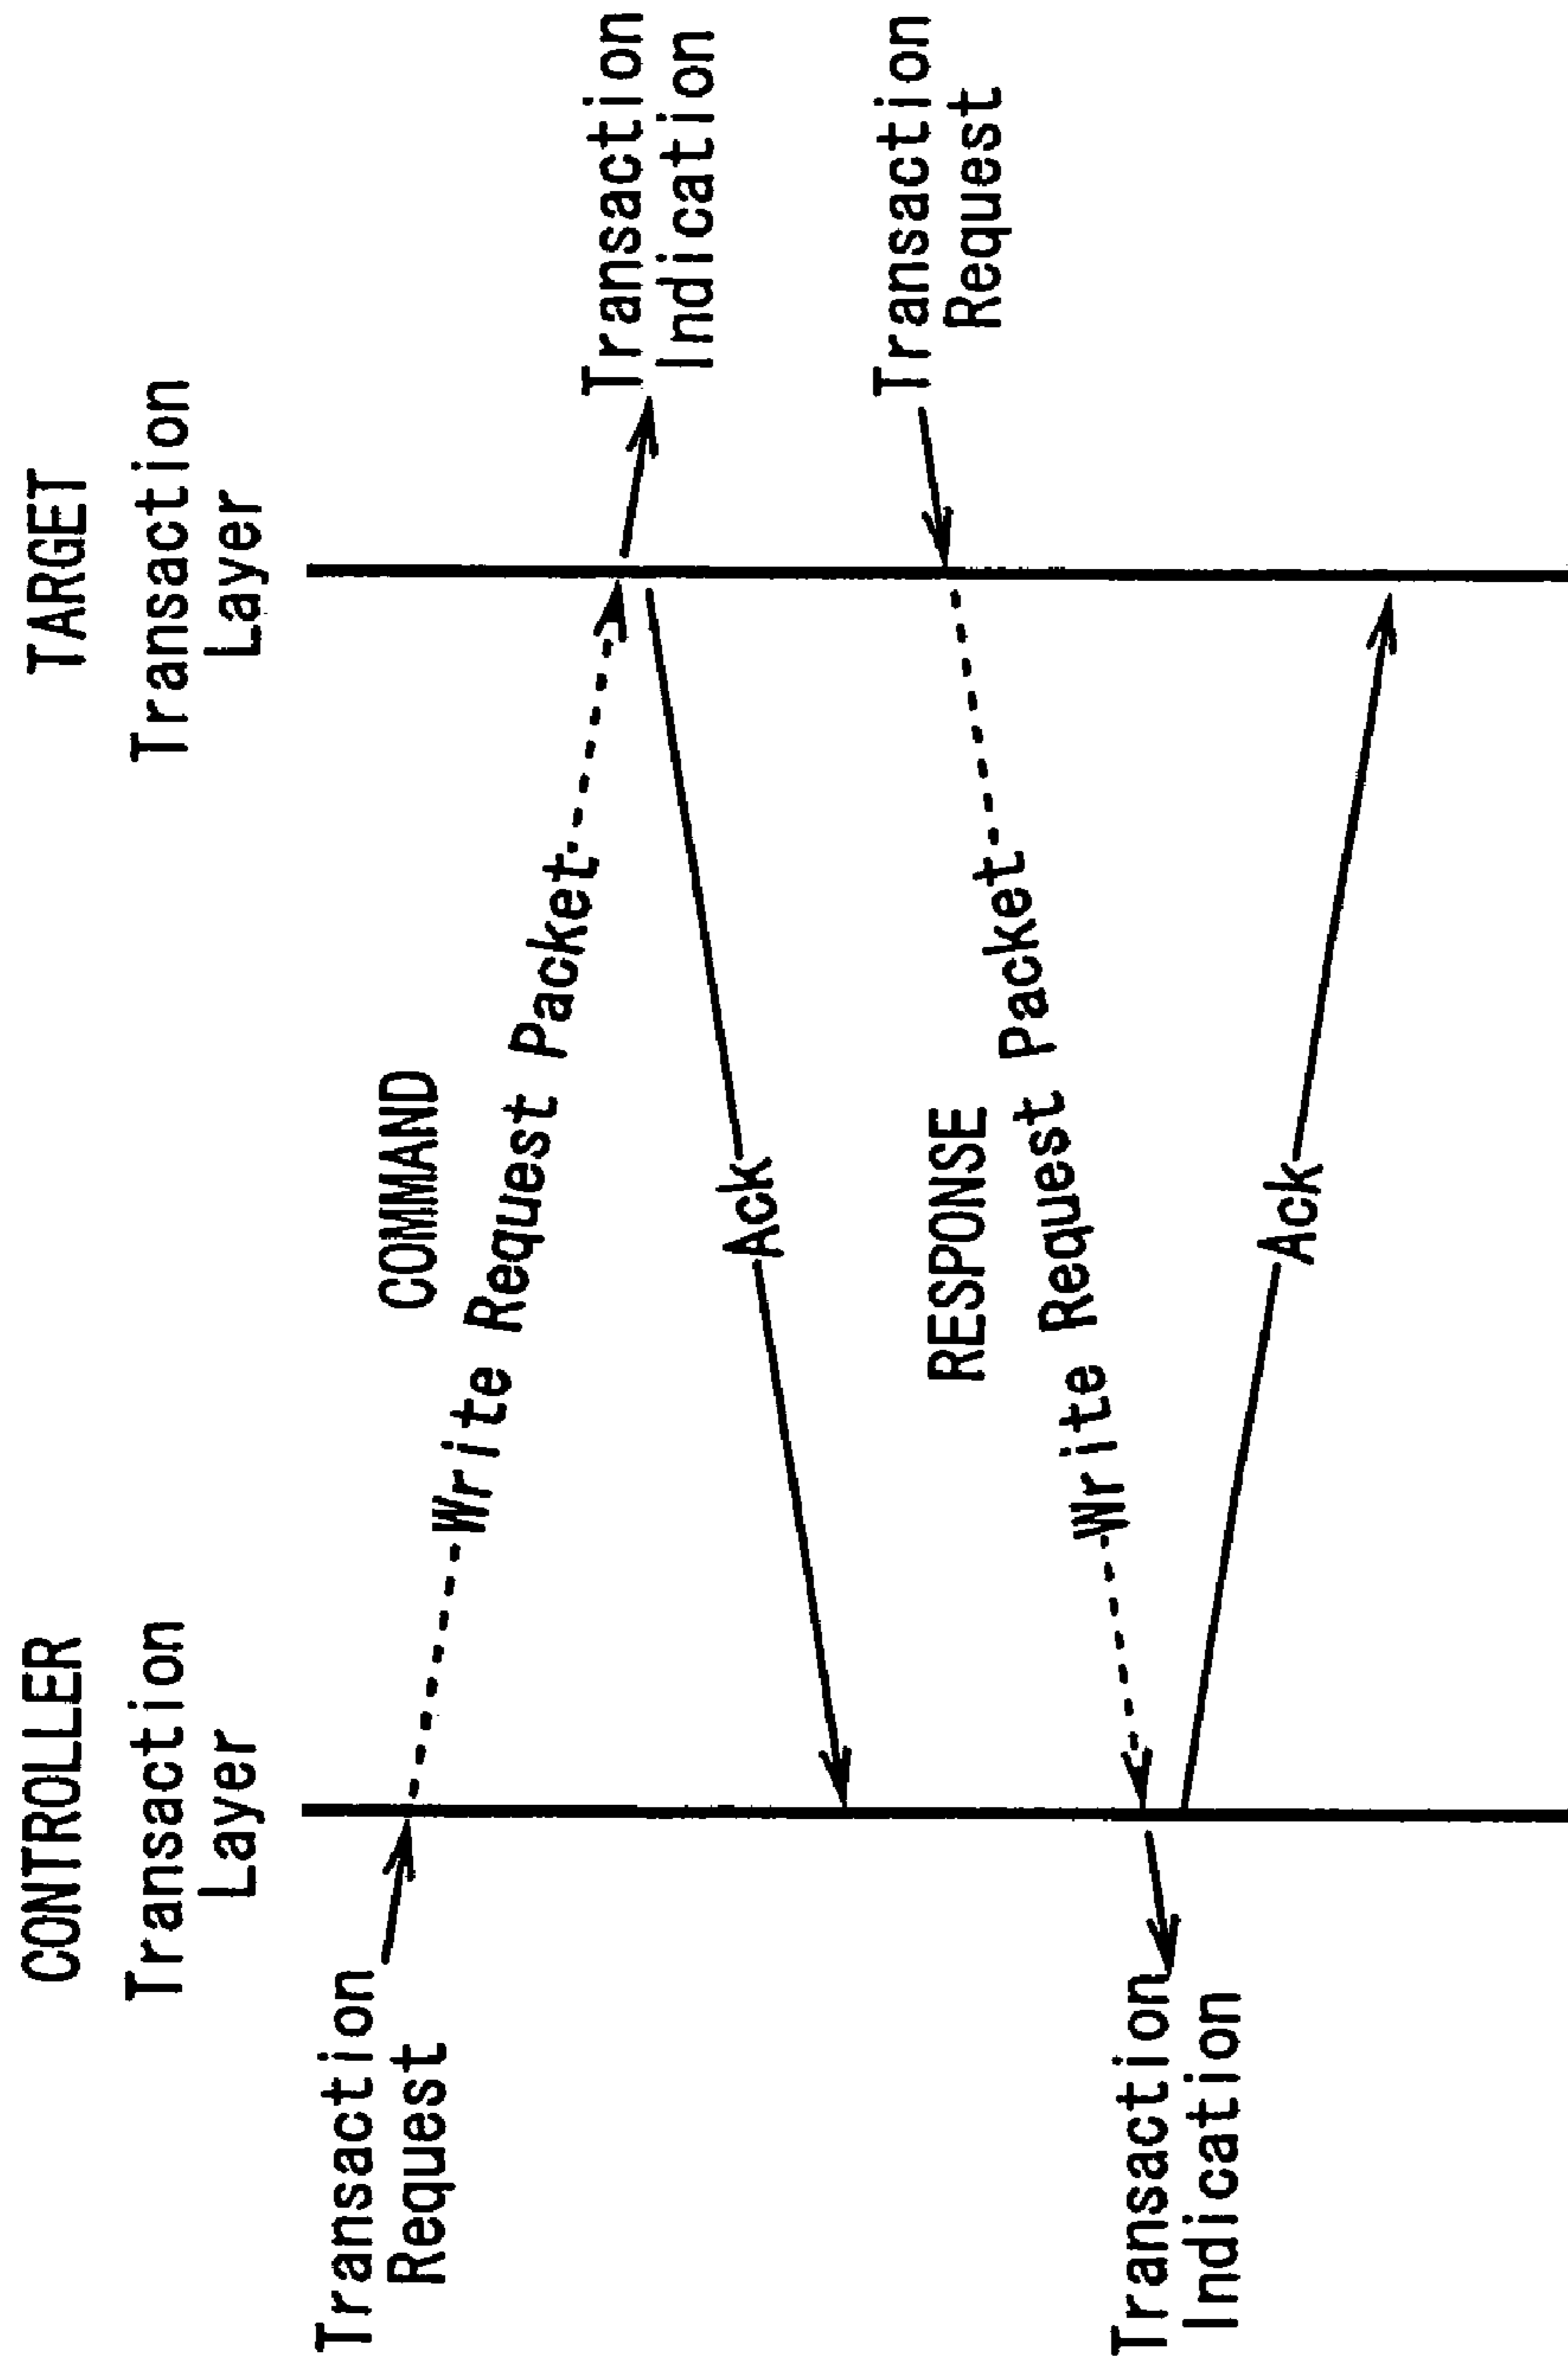 CONTROLLER
TARGET
Transaction
Layer
Transaction
Layer
Transaction
Request
COMMAND
Write Request Packet
Transaction
Indication
Ack
Transaction
Request
RESPONSE
Write Request Packet
Transaction
Indication
Ack